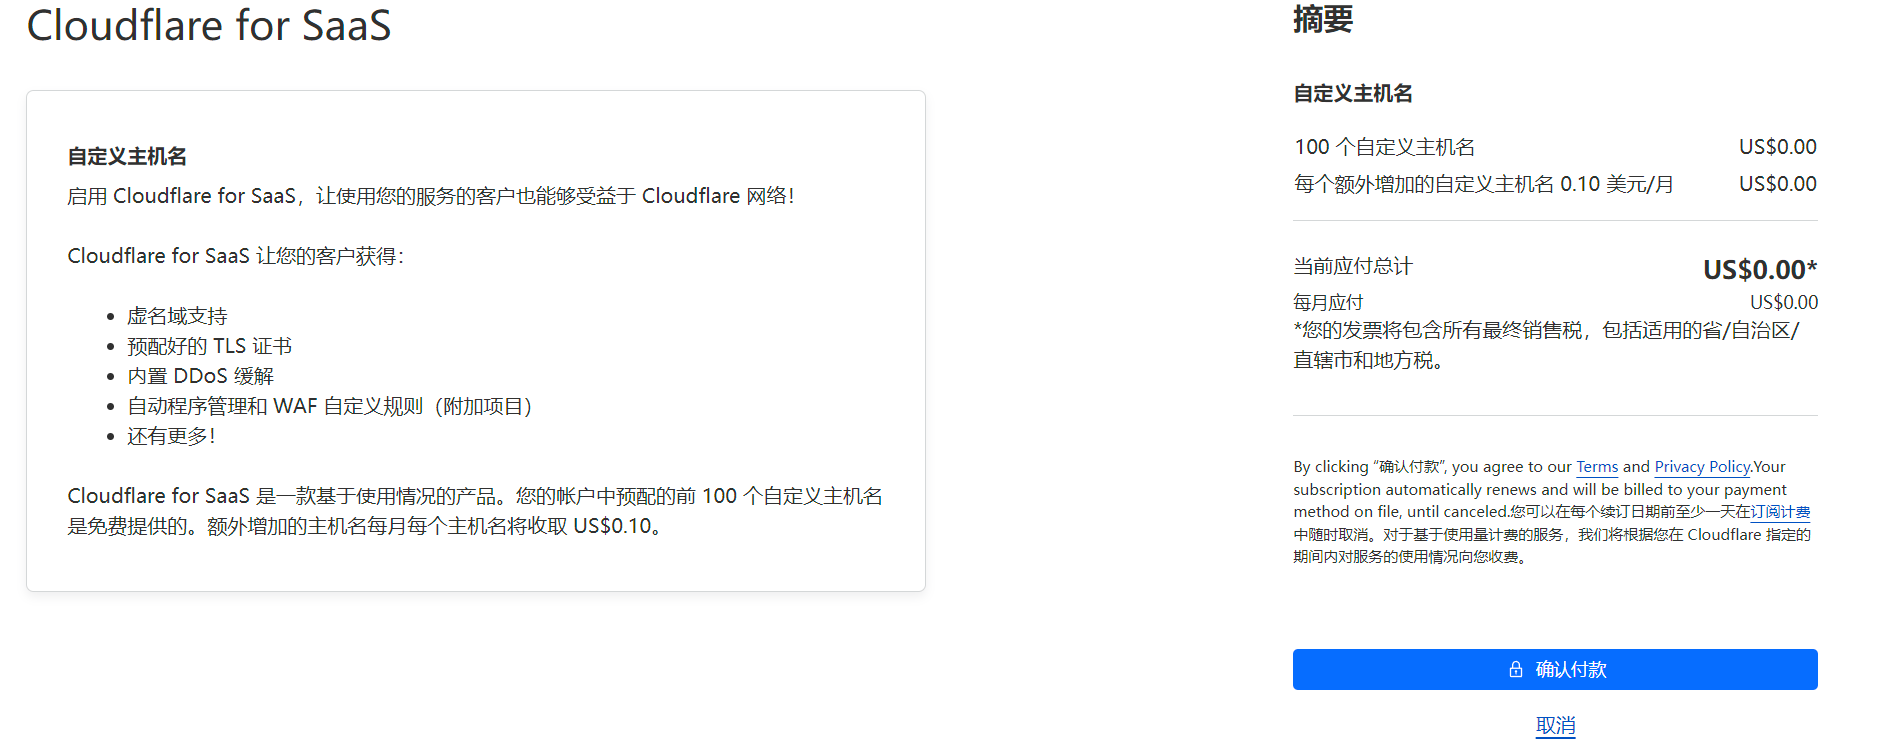 Cloudflare for SaaS
自定义主机名
启用 Cloudflare for SaaS，让使用您的服务的客户也能够受益于 Cloudflare 网络！
Cloudflare for SaaS 让您的客户获得：
• 虚名域支持
• 预配好的 TLS 证书
• 内置 DDoS 缓解
• 自动程序管理和 WAF 自定义规则（附加项目）
• 还有更多！
Cloudflare for SaaS 是一款基于使用情况的产品。您的帐户中预配的前 100 个自定义主机名
是免费提供的。额外增加的主机名每月每个主机名将收取 US$0.10。
摘要
自定义主机名
100 个自定义主机名 US$0.00
每个额外增加的自定义主机名 0.10 美元/月 US$0.00
当前应付总计 US$0.00*
每月应付 US$0.00
*您的发票将包含所有最终销售税，包括适用的省/自治区/
直辖市和地方税。
By clicking “确认付款”, you agree to our Terms and Privacy Policy.Your
subscription automatically renews and will be billed to your payment
method on file, until canceled.您可以在每个续订日期前至少一天在订阅计费
中随时取消。对于基于使用量计费的服务，我们将根据您在 Cloudflare 指定的
期间内对服务的使用情况向您收费。
确认付款
取消